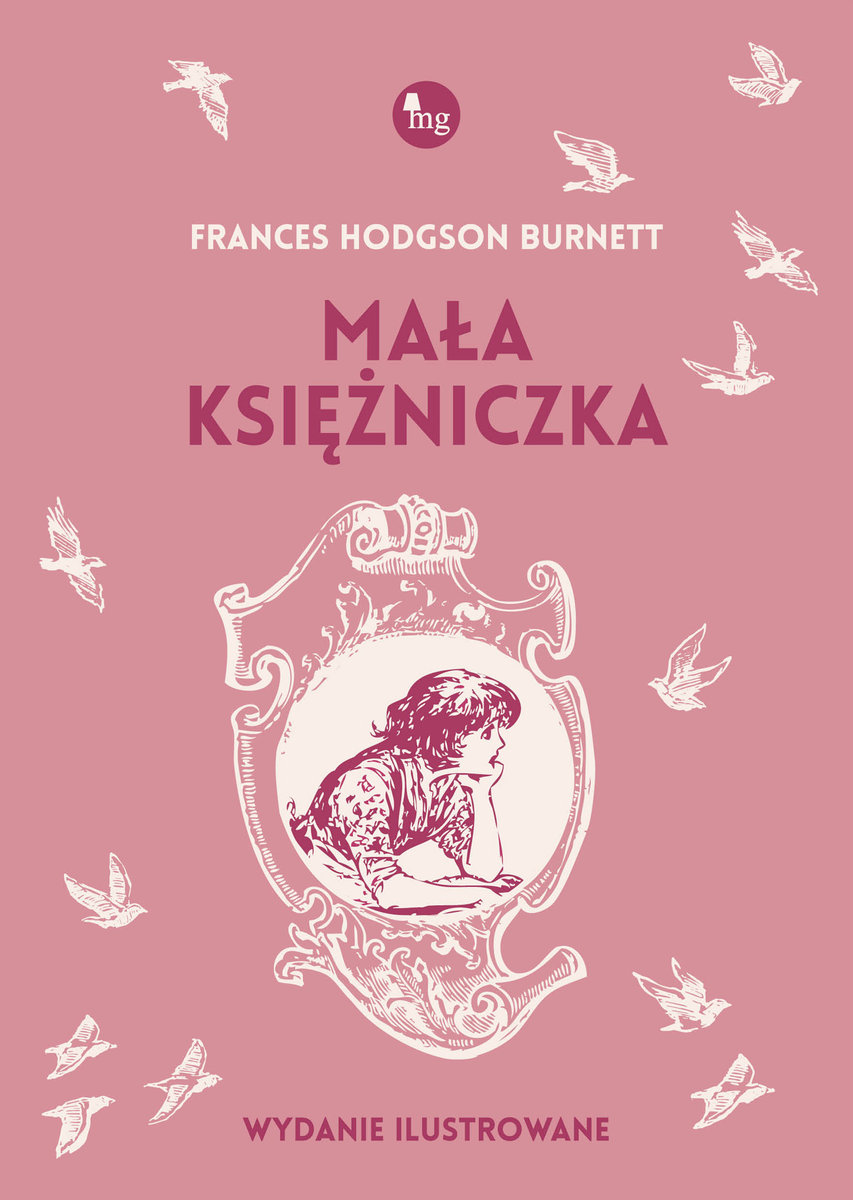 mg
FRANCES HODGSON BURNETT
MAŁA
KSIĘŻNICZKA
WYDANIE ILUSTROWANE